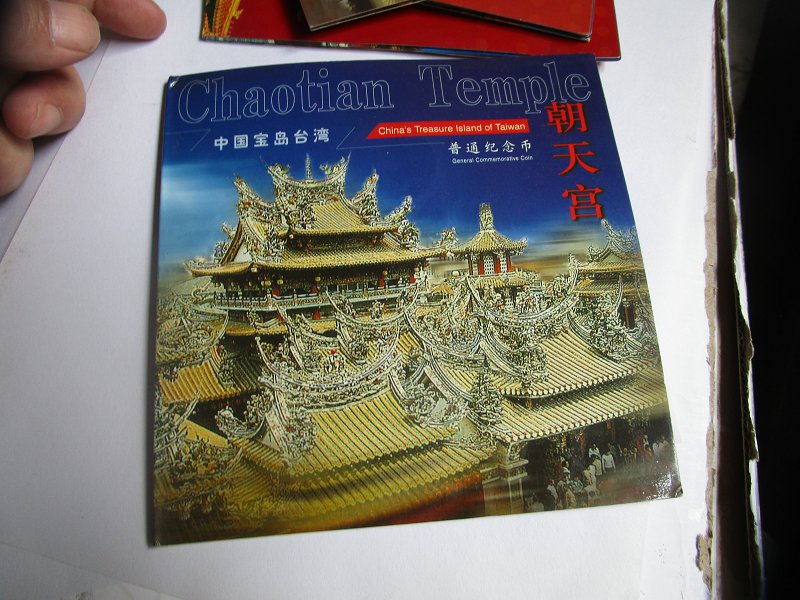 Chaotian Temple
China's Treasure Island of Taiwan
中国宝岛台湾
普通纪念币
General Commemorative Coin
朝天宫